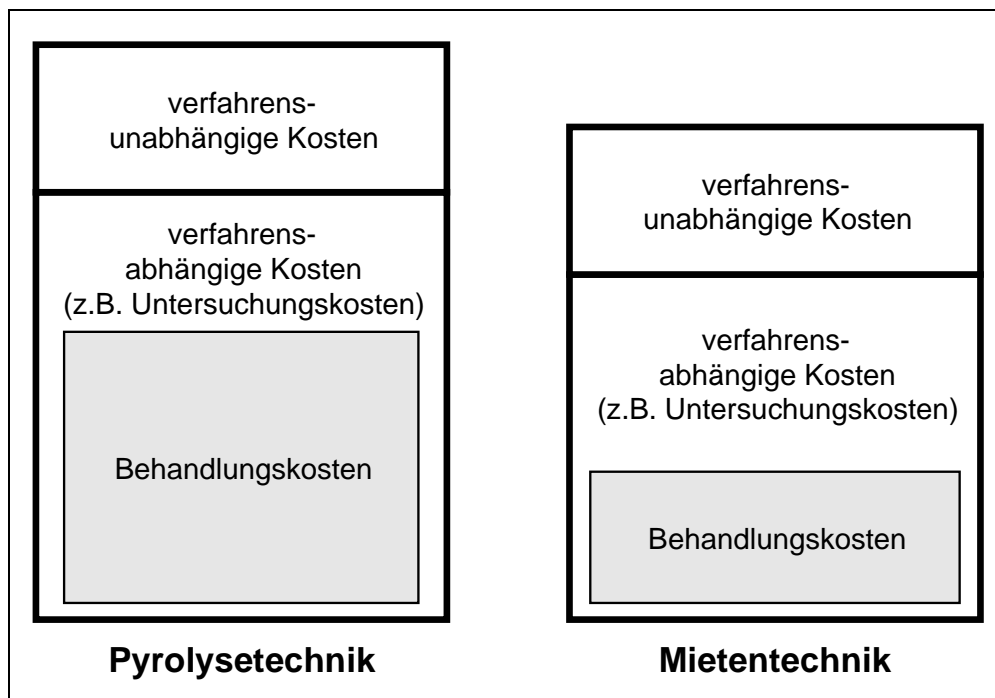 verfahrens-
unabhängige Kosten
verfahrens-
abhängige Kosten
(z.B. Untersuchungskosten)
Behandlungskosten
Pyrolysetechnik
verfahrens-
unabhängige Kosten
verfahrens-
abhängige Kosten
(z.B. Untersuchungskosten)
Behandlungskosten
Mietentechnik